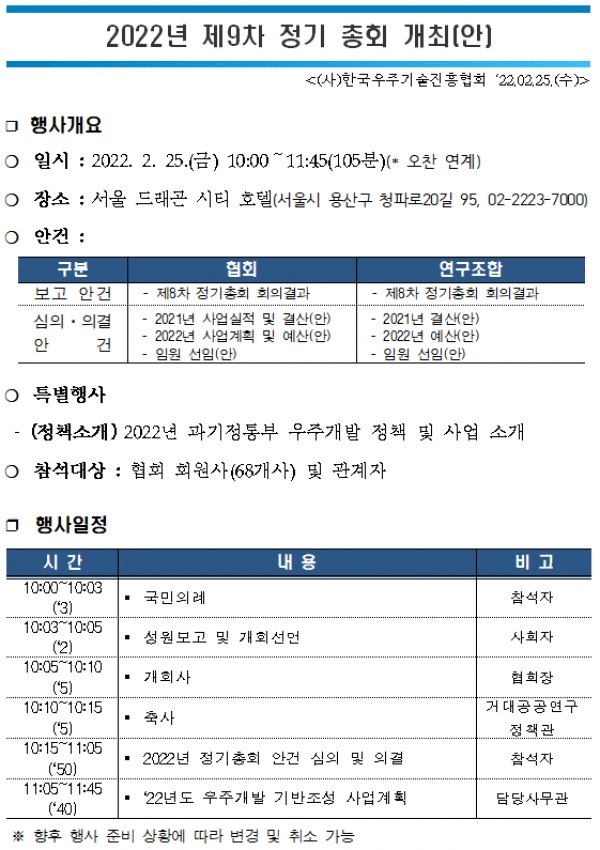 2022년 제9차 정기 총회 개최(안)
<(사)한국우주기술진흥협회 ‘22.02.25.(수)>
❒ 행사개요
❍ 일시 : 2022. 2. 25.(금) 10:00 ~ 11:45(105분)(* 오찬 연계)
❍ 장소 : 서울 드래곤 시티 호텔(서울시 용산구 청파로20길 95, 02-2223-7000)
❍ 안건 :
구분 협회 연구조합
보고 안건 - 제8차 정기총회 회의결과 - 제8차 정기총회 회의결과
심의・의결 안 건 - 2021년 사업실적 및 결산(안) - 2021년 결산(안)
- 2022년 사업계획 및 예산(안) - 2022년 예산(안)
- 임원 선임(안) - 임원 선임(안)
❍ 특별행사
- (정책소개) 2022년 과기정통부 우주개발 정책 및 사업 소개
❍ 참석대상 : 협회 회원사(68개사) 및 관계자
❒ 행사일정
시 간 내 용 비 고
10:00~10:03 (‘3) ▪ 국민의례 참석자
10:03~10:05 (‘2) ▪ 성원보고 및 개회선언 사회자
10:05~10:10 (‘5) ▪ 개회사 협회장
10:10~10:15 (‘5) ▪ 축사 거대공공연구 정책관
10:15~11:05 (‘50) ▪ 2022년 정기총회 안건 심의 및 의결 참석자
11:05~11:45 (‘40) ▪ ‘22년도 우주개발 기반조성 사업계획 담당사무관
※ 향후 행사 준비 상황에 따라 변경 및 취소 가능